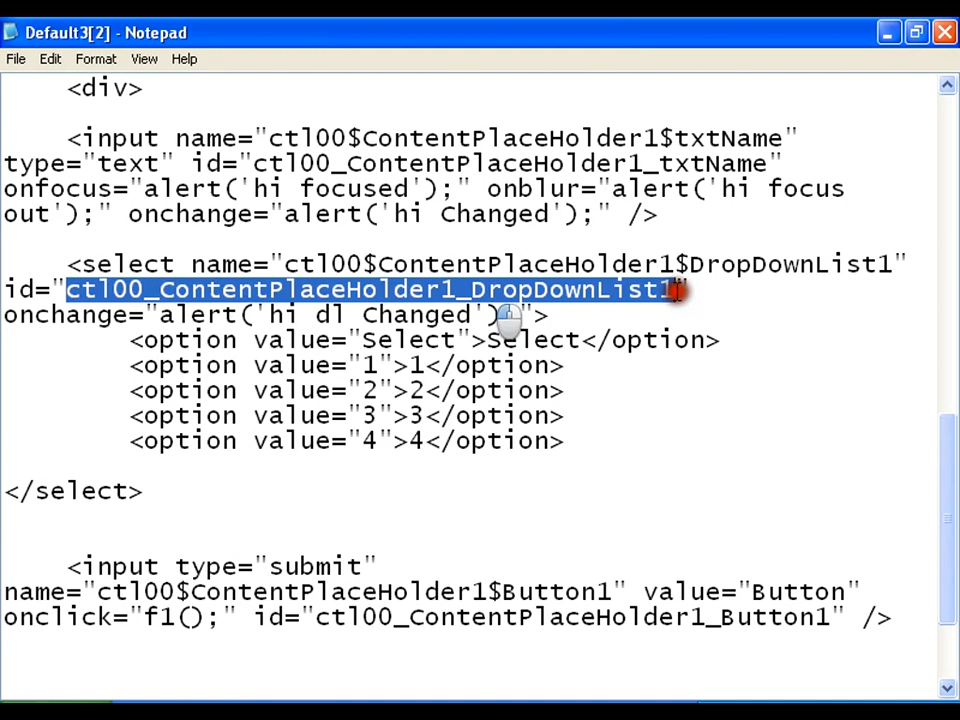 Default3[2] - Notepad
File Edit Format View Help
<div>
<input name="ctl00$ContentPlaceHolder1$txtName"
type="text" id="ctl00_ContentPlaceHolder1_txtName"
onfocus="alert('hi focused');" onblur="alert('hi focus
out');" onchange="alert('hi Changed');" />
<select name="ctl00$ContentPlaceHolder1$DropDownList1"
id="ctl00_ContentPlaceHolder1_DropDownList1"
onchange="alert('hi dl Changed') ">
<option value="Select">Select</option>
<option value="1">1</option>
<option value="2">2</option>
<option value="3">3</option>
<option value="4">4</option>
</select>
<input type="submit"
name="ctl00$ContentPlaceHolder1$Button1" value="Button"
onclick="f1();" id="ctl00_ContentPlaceHolder1_Button1" />